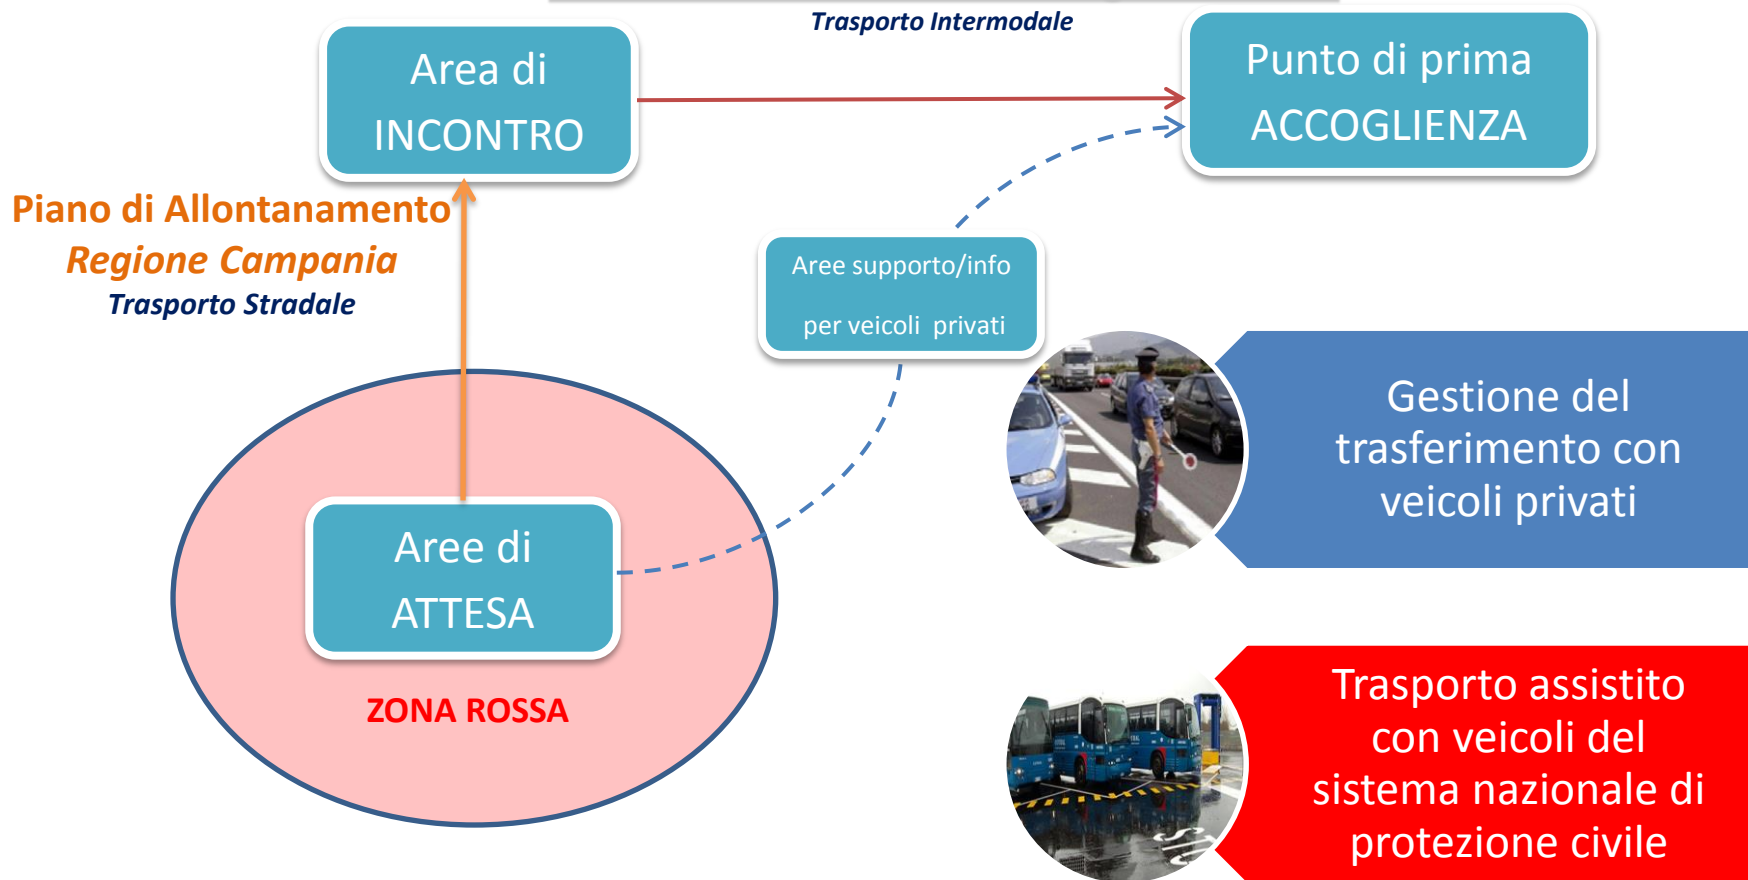 Trasporto Intermodale
Area di
INCONTRO
Punto di prima
ACCOGLIENZA
Piano di Allontanamento
Regione Campania
Trasporto Stradale
Aree supporto/info
per veicoli privati
Gestione del
trasferimento con
veicoli privati
Aree di
ATTESA
ZONA ROSSA
Trasporto assistito
con veicoli del
sistema nazionale di
protezione civile